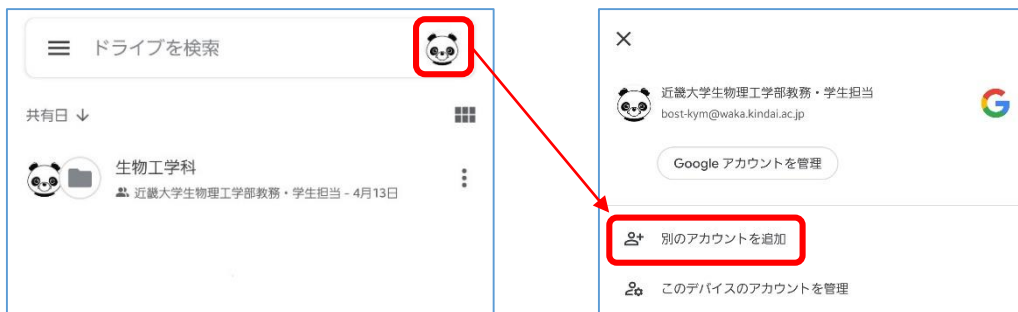 ドライブを検索
共有日
生物工学科
近畿大学生物理工学部教務・学生担当 - 4月13日
近畿大学生物理工学部教務・学生担当
bost-kym@waka.kindai.ac.jp
Google アカウントを管理
別のアカウントを追加
このデバイスのアカウントを管理